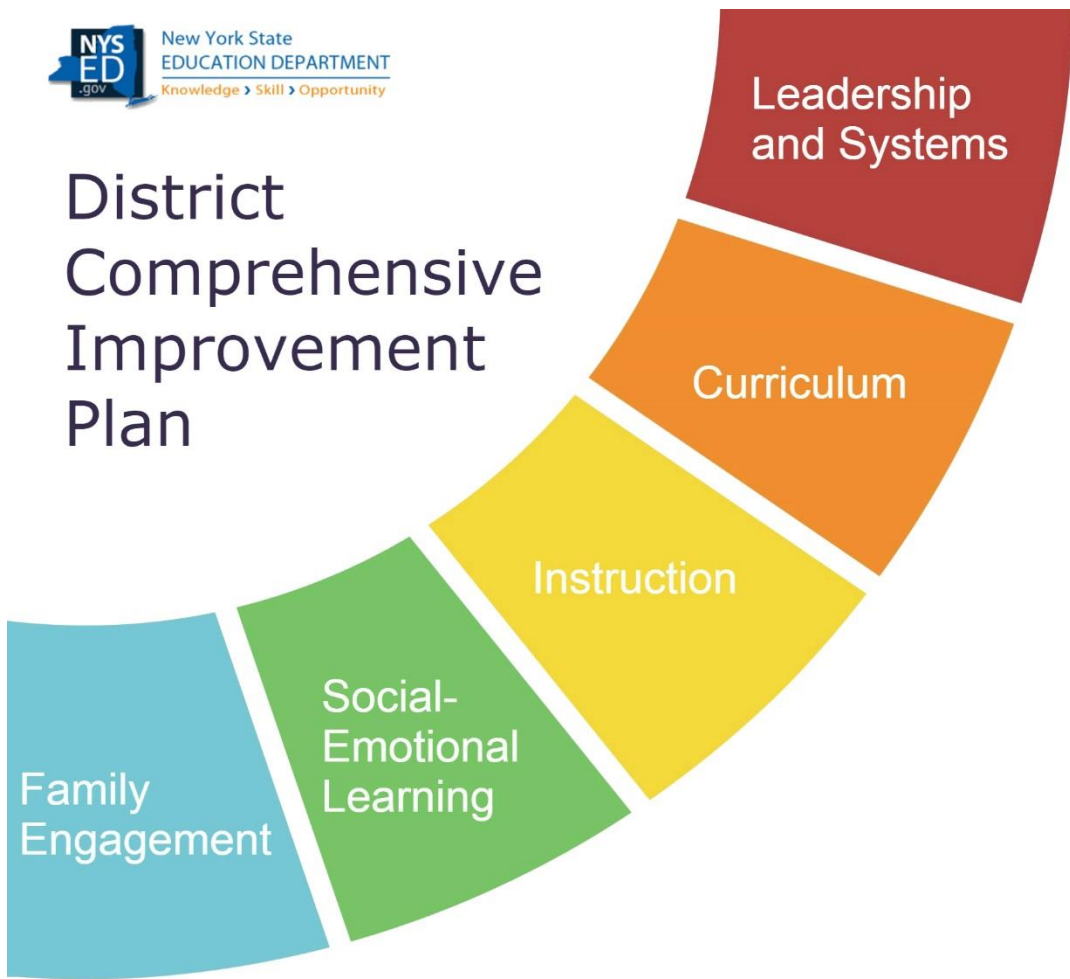 NYS
ED
.gov
New York State
EDUCATION DEPARTMENT
Knowledge › Skill › Opportunity
District
Comprehensive
Improvement
Plan
Leadership
and Systems
Curriculum
Instruction
Social-
Emotional
Learning
Family
Engagement